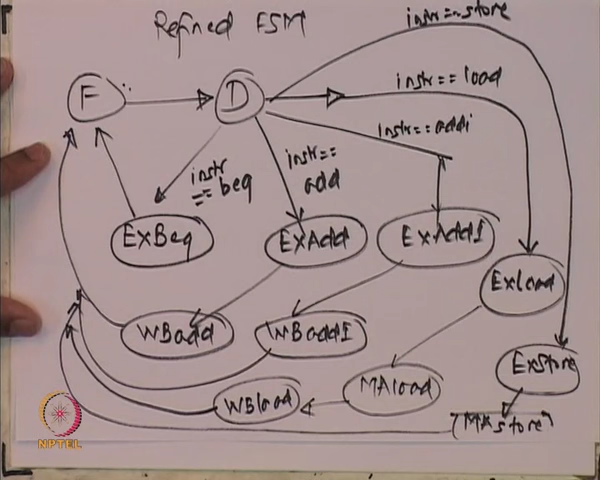 Refined FSM
instr == store
F
D
instr == load
instr == addi
instr
== beq
instr ==
add
ExBeq
ExAdd
ExAddI
Exload
WBadd
WBaddI
ExStore
MAload
WBload
MAstore
NPTEL